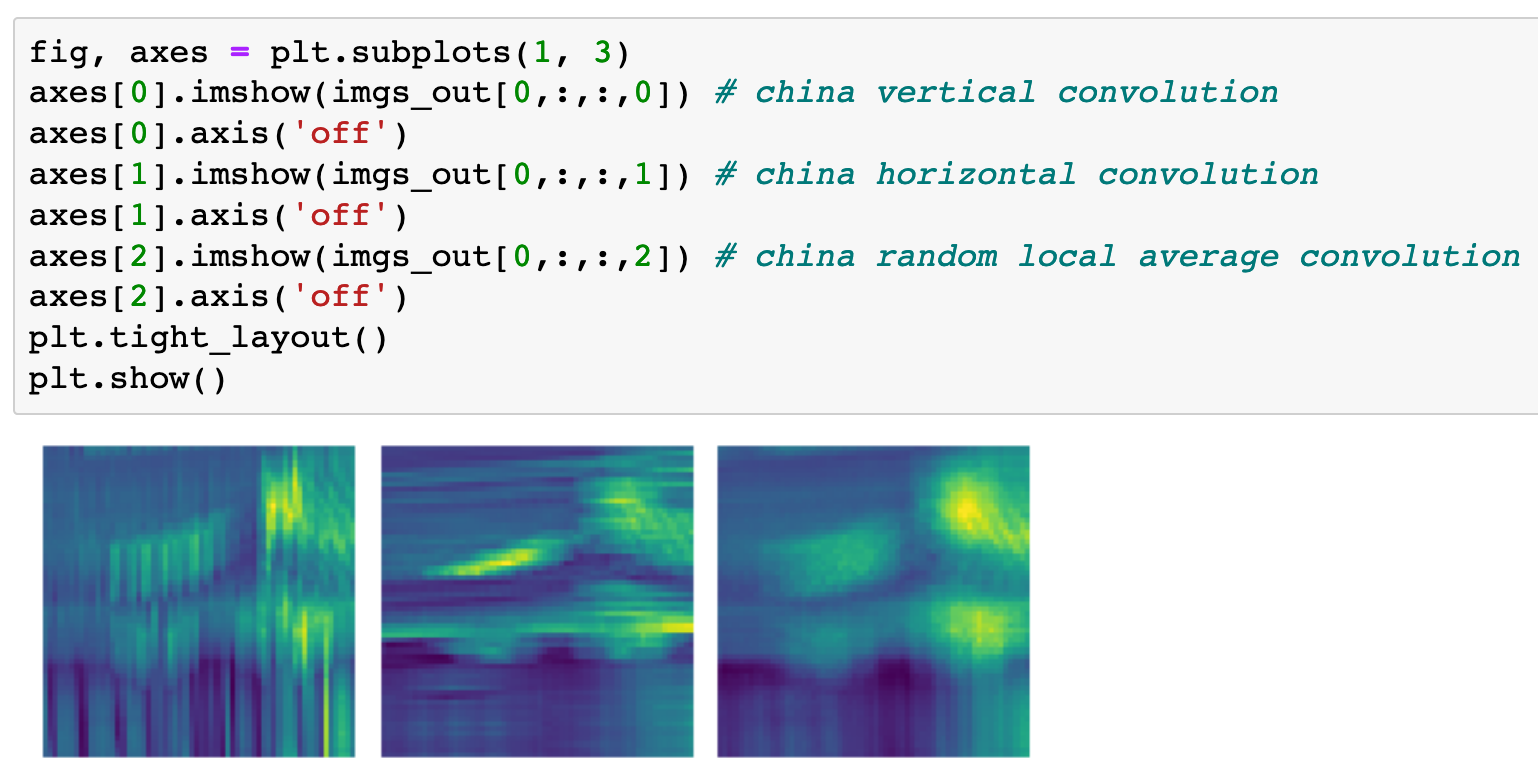 fig, axes = plt.subplots(1, 3)
axes[0].imshow(imgs_out[0,:,:,0]) # china vertical convolution
axes[0].axis('off')
axes[1].imshow(imgs_out[0,:,:,1]) # china horizontal convolution
axes[1].axis('off')
axes[2].imshow(imgs_out[0,:,:,2]) # china random local average convolution
axes[2].axis('off')
plt.tight_layout()
plt.show()